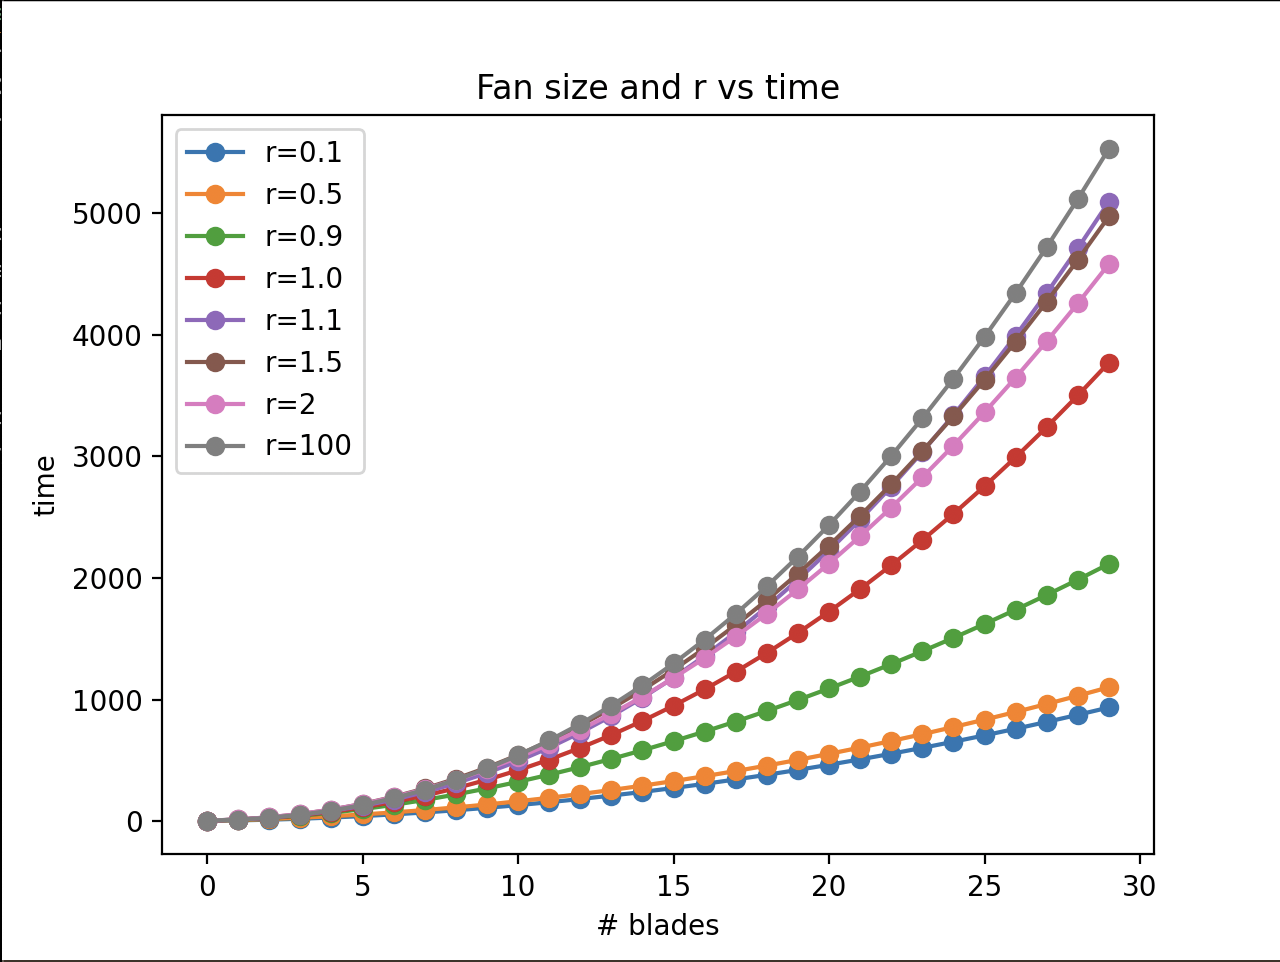 Fan size and r vs time
r=0.1
r=0.5
r=0.9
r=1.0
r=1.1
r=1.5
r=2
r=100
5000
4000
3000
2000
1000
0
time
0 5 10 15 20 25 30
# blades